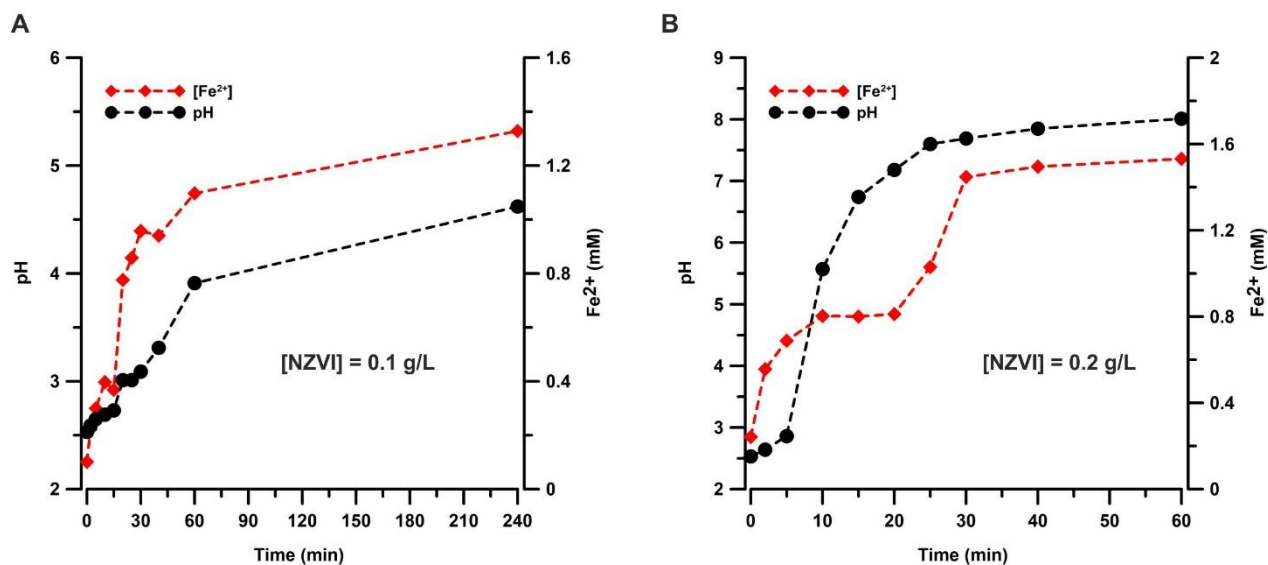 A
6
5
4
3
2
pH
[Fe²⁺]
pH
[NZVI] = 0.1 g/L
1.6
1.2
0.8
0.4
0
Fe²⁺ (mM)
0 30 60 90 120 150 180 210 240
Time (min)
B
9
8
7
6
5
4
3
2
pH
[Fe²⁺]
pH
[NZVI] = 0.2 g/L
2
1.6
1.2
0.8
0.4
0
Fe²⁺ (mM)
0 10 20 30 40 50 60
Time (min)